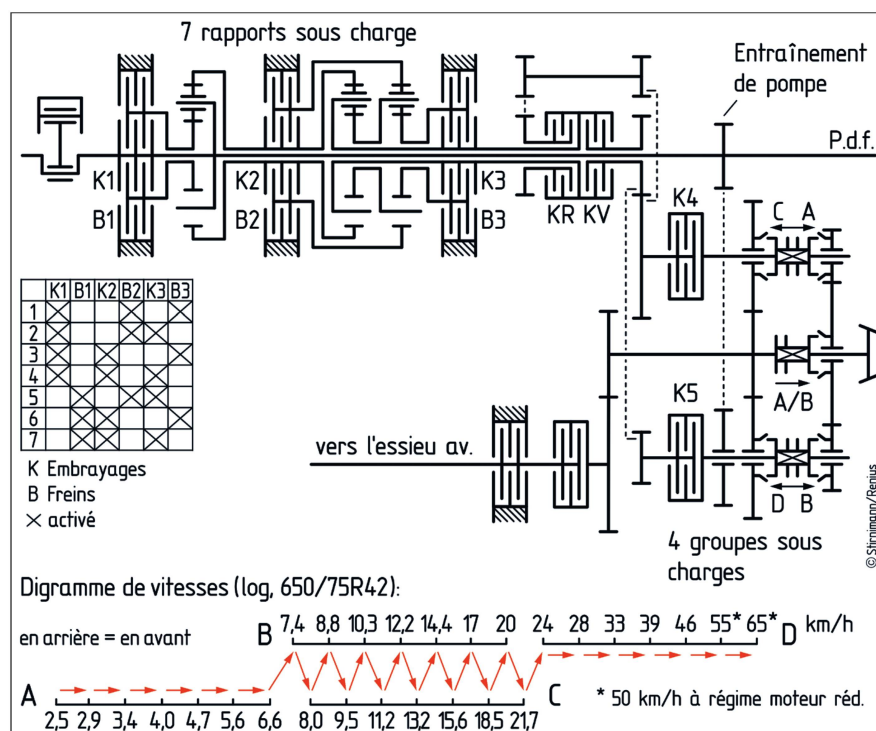 7 rapports sous charge
Entraînement
de pompe
P.d.f.
K1
K2
K3
B1
B2
B3
KR KV
K4
C A
A/B
K5
D B
K1 B1 K2 B2 K3 B3
1
2
3
4
5
6
7
K Embrayages
B Freins
× activé
vers l'essieu av.
4 groupes sous
charges
© Stirnimann/Renius
Digramme de vitesses (log, 650/75R42):
en arrière = en avant
B 7,4 8,8 10,3 12,2 14,4 17 20 24 28 33 39 46 55* 65* D km/h
A 2,5 2,9 3,4 4,0 4,7 5,6 6,6 8,0 9,5 11,2 13,2 15,6 18,5 21,7 C
* 50 km/h à régime moteur réd.